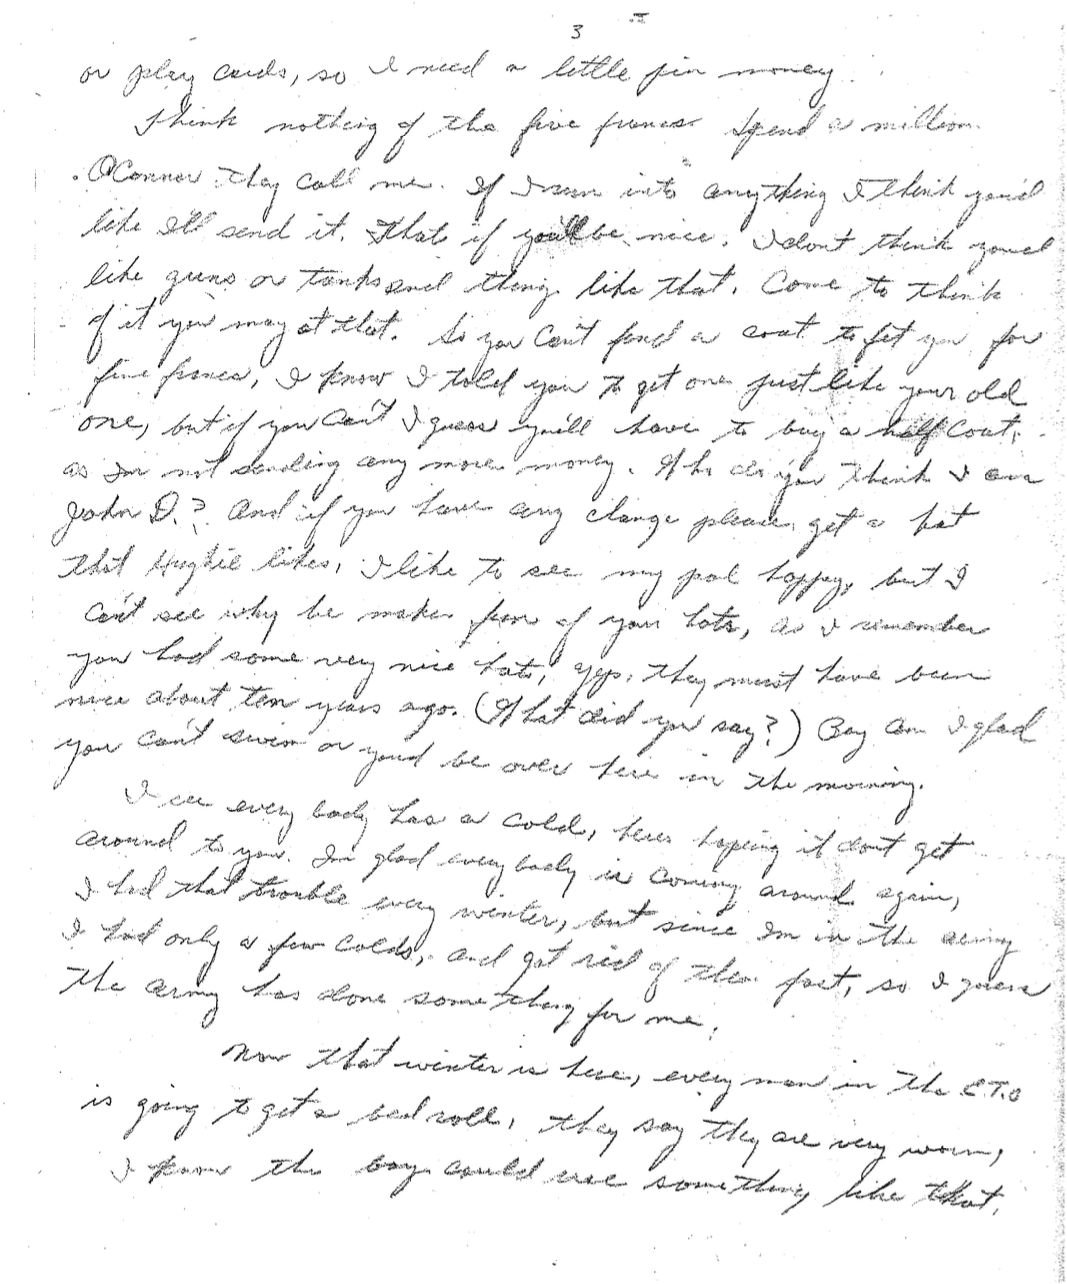 3
or play cards, so I need a little pin money.
Think nothing of the five francs. Spend a million
O'Connor they call me. If I run into anything I think you'd
like I'll send it. Thats if you'll be nice. I dont think you'd
like guns or tanks and things like that. Come to think
of it you may at that. So you can't find a coat to fit you for
five francs, I know I told you to get one just like your old
one, but if you can't I guess you'll have to buy a half coat,
as Im not sending any more money. Who do you think I am
John D.? And if you have any change please get a hat
that Hughie likes, I like to see my pal happy, but I
can't see why he makes fun of your hats, as I remember
you had some very nice hats, yep, they must have been
nice about ten years ago. (What did you say?) Boy am I glad
you can't swim or you'd be over here in the morning.
I see every body has a cold, heres hoping it dont get
around to you. Im glad every body is coming around again,
I had that trouble every winter, but since Im in the army
I had only a few colds, and got rid of them fast, so I guess
the army has done something for me.
Now that winter is here, every man in the E.T.O
is going to get a bed roll, they say they are very warm,
I know the boys could use something like that.